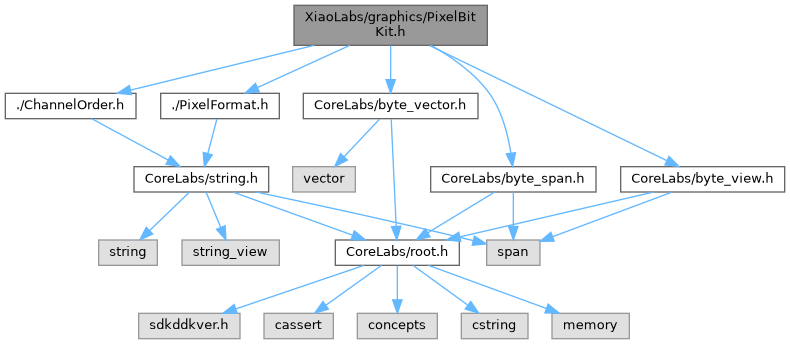 XiaoLabs/graphics/PixelBit
Kit.h
./ChannelOrder.h
./PixelFormat.h
CoreLabs/byte_vector.h
CoreLabs/string.h
vector
CoreLabs/byte_span.h
CoreLabs/byte_view.h
string
string_view
CoreLabs/root.h
span
sdkddkver.h
cassert
concepts
cstring
memory